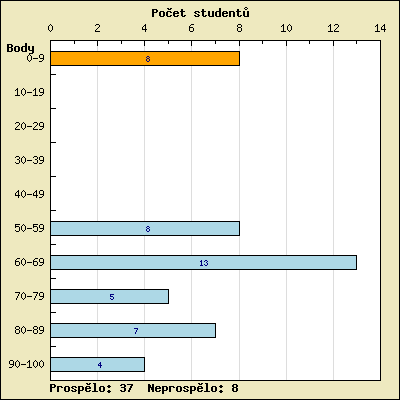 Počet studentů
0 2 4 6 8 10 12 14
Body
0-9 8
10-19
20-29
30-39
40-49
50-59 8
60-69 13
70-79 5
80-89 7
90-100 4
Prospělo: 37 Neprospělo: 8